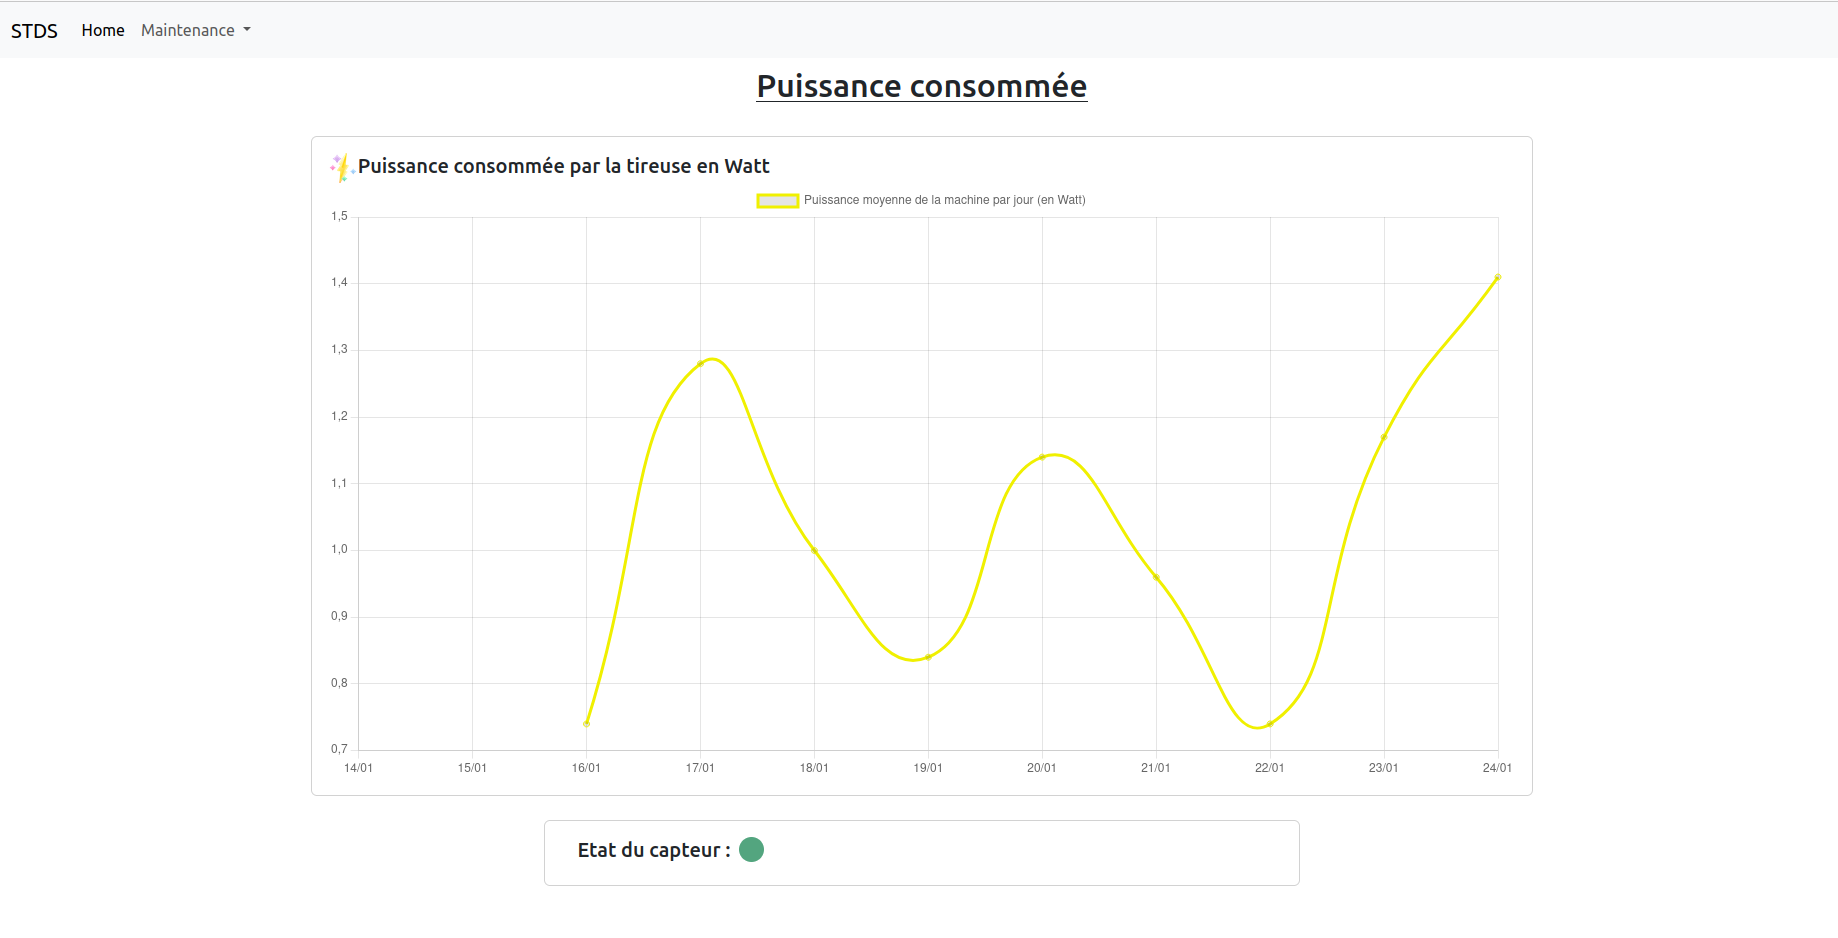 STDS Home Maintenance
Puissance consommée
Puissance consommée par la tireuse en Watt
Puissance moyenne de la machine par jour (en Watt)
1,5
1,4
1,3
1,2
1,1
1,0
0,9
0,8
0,7
14/01 15/01 16/01 17/01 18/01 19/01 20/01 21/01 22/01 23/01 24/01
Etat du capteur :